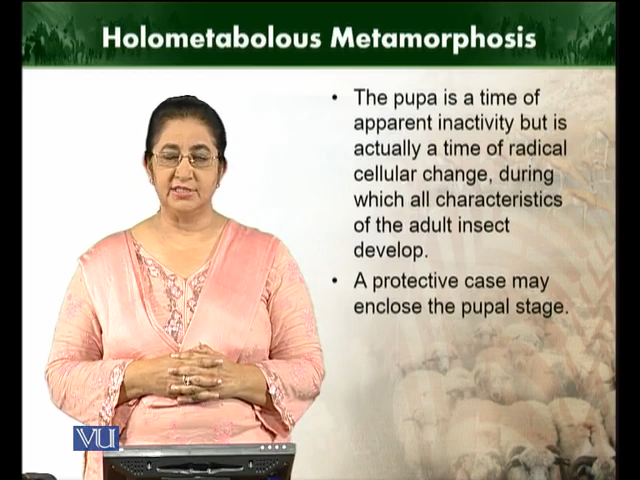 Holometabolous Metamorphosis
• The pupa is a time of
apparent inactivity but is
actually a time of radical
cellular change, during
which all characteristics
of the adult insect
develop.
• A protective case may
enclose the pupal stage.
VU